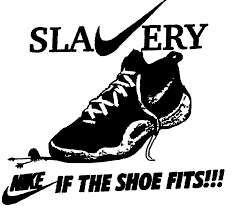 SLAVERY
NIKE IF THE SHOE FITS!!!